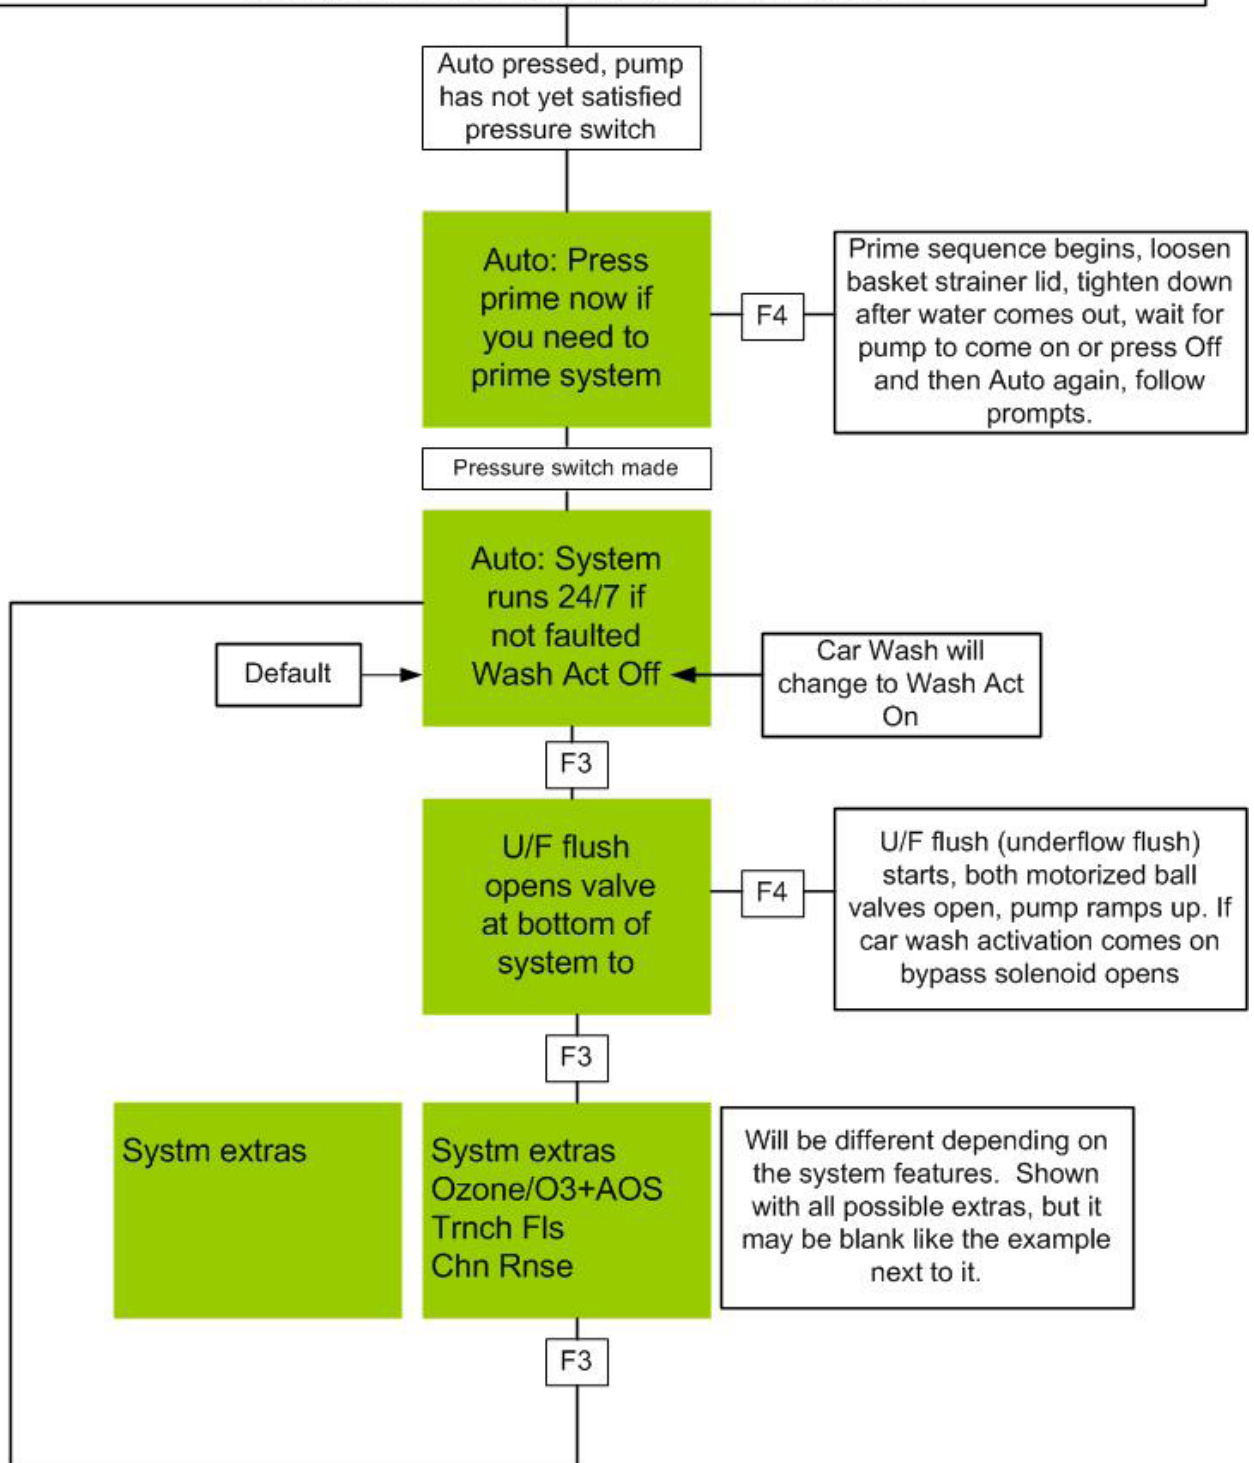 Auto pressed, pump
has not yet satisfied
pressure switch
Auto: Press
prime now if
you need to
prime system
F4
Prime sequence begins, loosen
basket strainer lid, tighten down
after water comes out, wait for
pump to come on or press Off
and then Auto again, follow
prompts.
Pressure switch made
Auto: System
runs 24/7 if
not faulted
Wash Act Off
Default
Car Wash will
change to Wash Act
On
F3
U/F flush
opens valve
at bottom of
system to
F4
U/F flush (underflow flush)
starts, both motorized ball
valves open, pump ramps up. If
car wash activation comes on
bypass solenoid opens
F3
Systm extras
Systm extras
Ozone/O3+AOS
Trnch Fls
Chn Rnse
Will be different depending on
the system features.  Shown
with all possible extras, but it
may be blank like the example
next to it.
F3